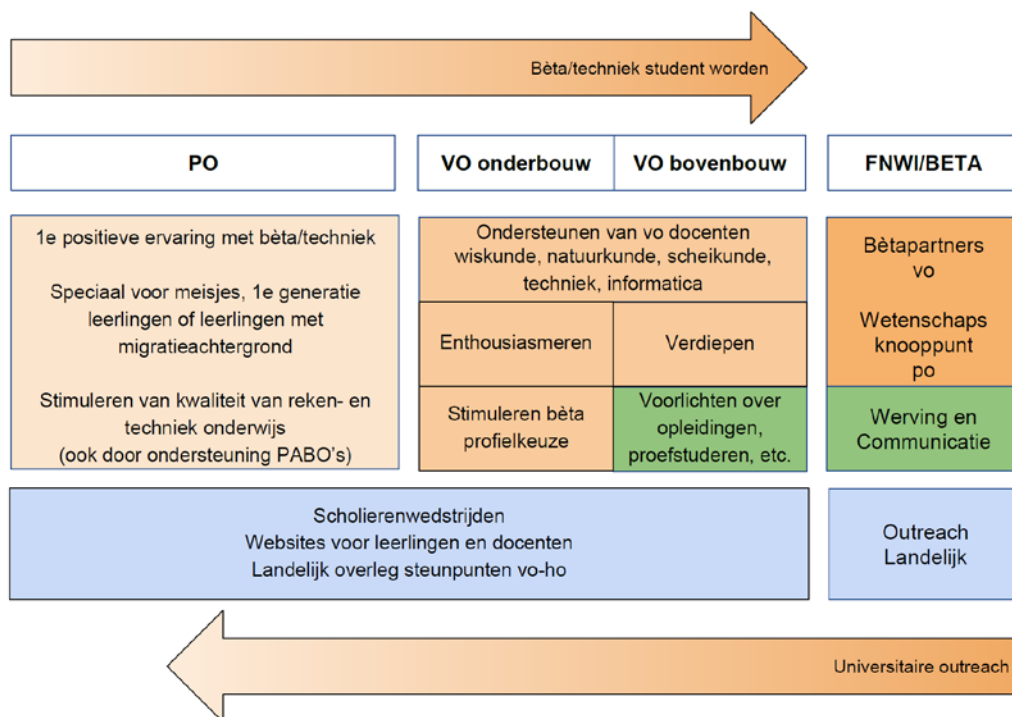 Bèta/techniek student worden
PO
VO onderbouw
VO bovenbouw
FNWI/BETA
1e positieve ervaring met bèta/techniek
Speciaal voor meisjes, 1e generatie
leerlingen of leerlingen met
migratieachtergrond
Stimuleren van kwaliteit van reken- en
techniek onderwijs
(ook door ondersteuning PABO's)
Ondersteunen van vo docenten
wiskunde, natuurkunde, scheikunde,
techniek, informatica
Enthousiasmeren
Verdiepen
Stimuleren bèta
profielkeuze
Voorlichten over
opleidingen,
proefstuderen, etc.
Bètapartners
vo
Wetenschaps
knooppunt
po
Werving en
Communicatie
Scholierenwedstrijden
Websites voor leerlingen en docenten
Landelijk overleg steunpunten vo-ho
Outreach
Landelijk
Universitaire outreach